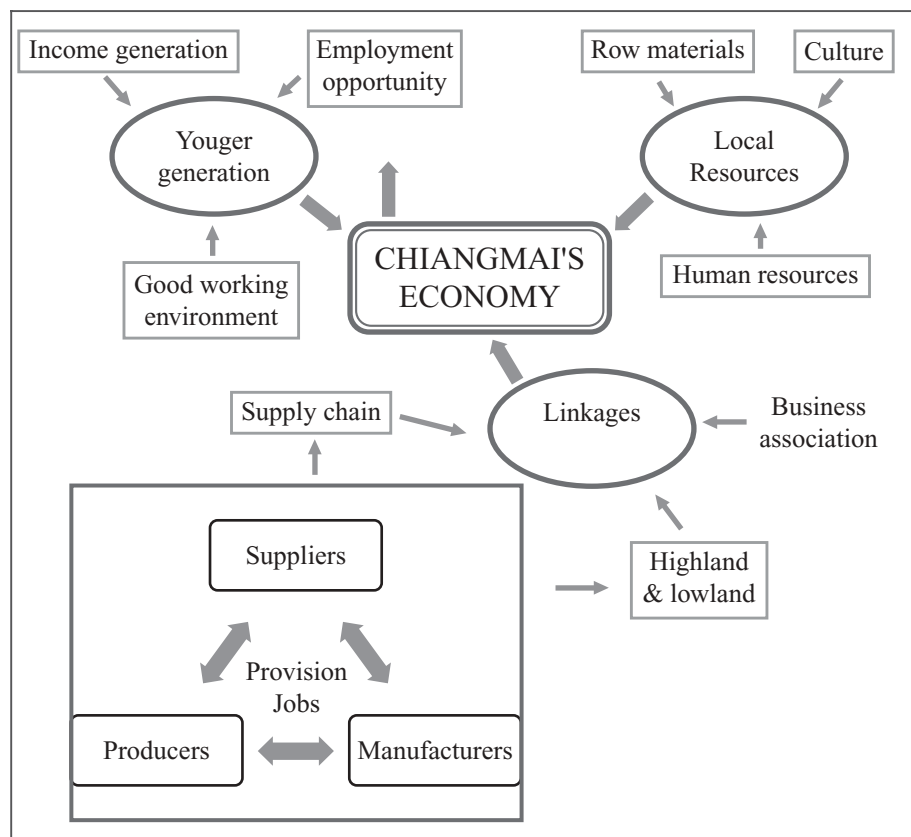 Income generation
Employment
opportunity
Row materials
Culture
Youger
generation
Local
Resources
CHIANGMAI'S
ECONOMY
Good working
environment
Human resources
Supply chain
Linkages
Business
association
Suppliers
Highland
& lowland
Provision
Jobs
Producers
Manufacturers